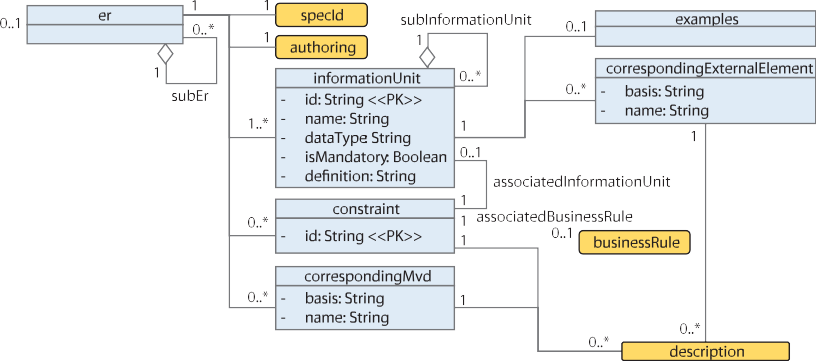 0..1
er
1
1
specId
0..*
1
authoring
1
subEr
subInformationUnit
1
0..*
informationUnit
- id: String <<PK>>
- name: String
- dataType: String
- isMandatory: Boolean
- definition: String
1..*
1
0..1
0..1
examples
0..*
correspondingExternalElement
- basis: String
- name: String
1
associatedInformationUnit
1
constraint
- id: String <<PK>>
0..*
1
1
associatedBusinessRule
0..1
businessRule
correspondingMvd
- basis: String
- name: String
0..*
1
0..*
0..*
description